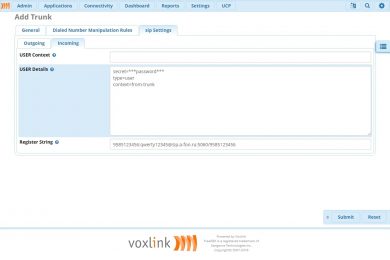 Admin Applications Connectivity Dashboard Reports Settings UCP
Add Trunk
General Dialed Number Manipulation Rules sip Settings
Outgoing Incoming
USER Context
USER Details
secret=***password***
type=user
context=from-trunk
Register String
9585123456:qwerty12345@sip.a-fon.ru:5060/9585123456
Submit Reset
voxlink
Powered by Voxlink
FreePBX is a registered trademark of
Sangoma Technologies Inc.
Copyright© 2007-2019